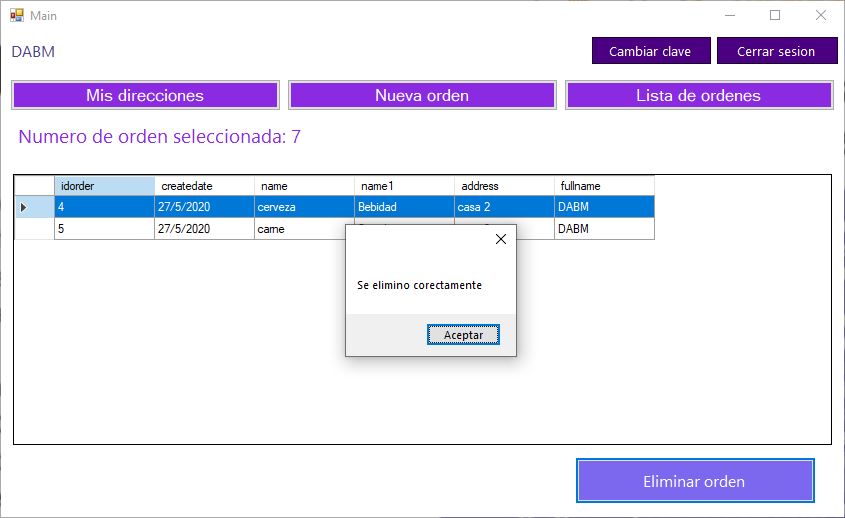 Main
DABM
Cambiar clave
Cerrar sesion
Mis direcciones
Nueva orden
Lista de ordenes
Numero de orden seleccionada: 7
idorder createdate name name1 address fullname
4 27/5/2020 cerveza Bebidad casa 2 DABM
5 27/5/2020 carne DABM
Se elimino corectamente
Aceptar
Eliminar orden